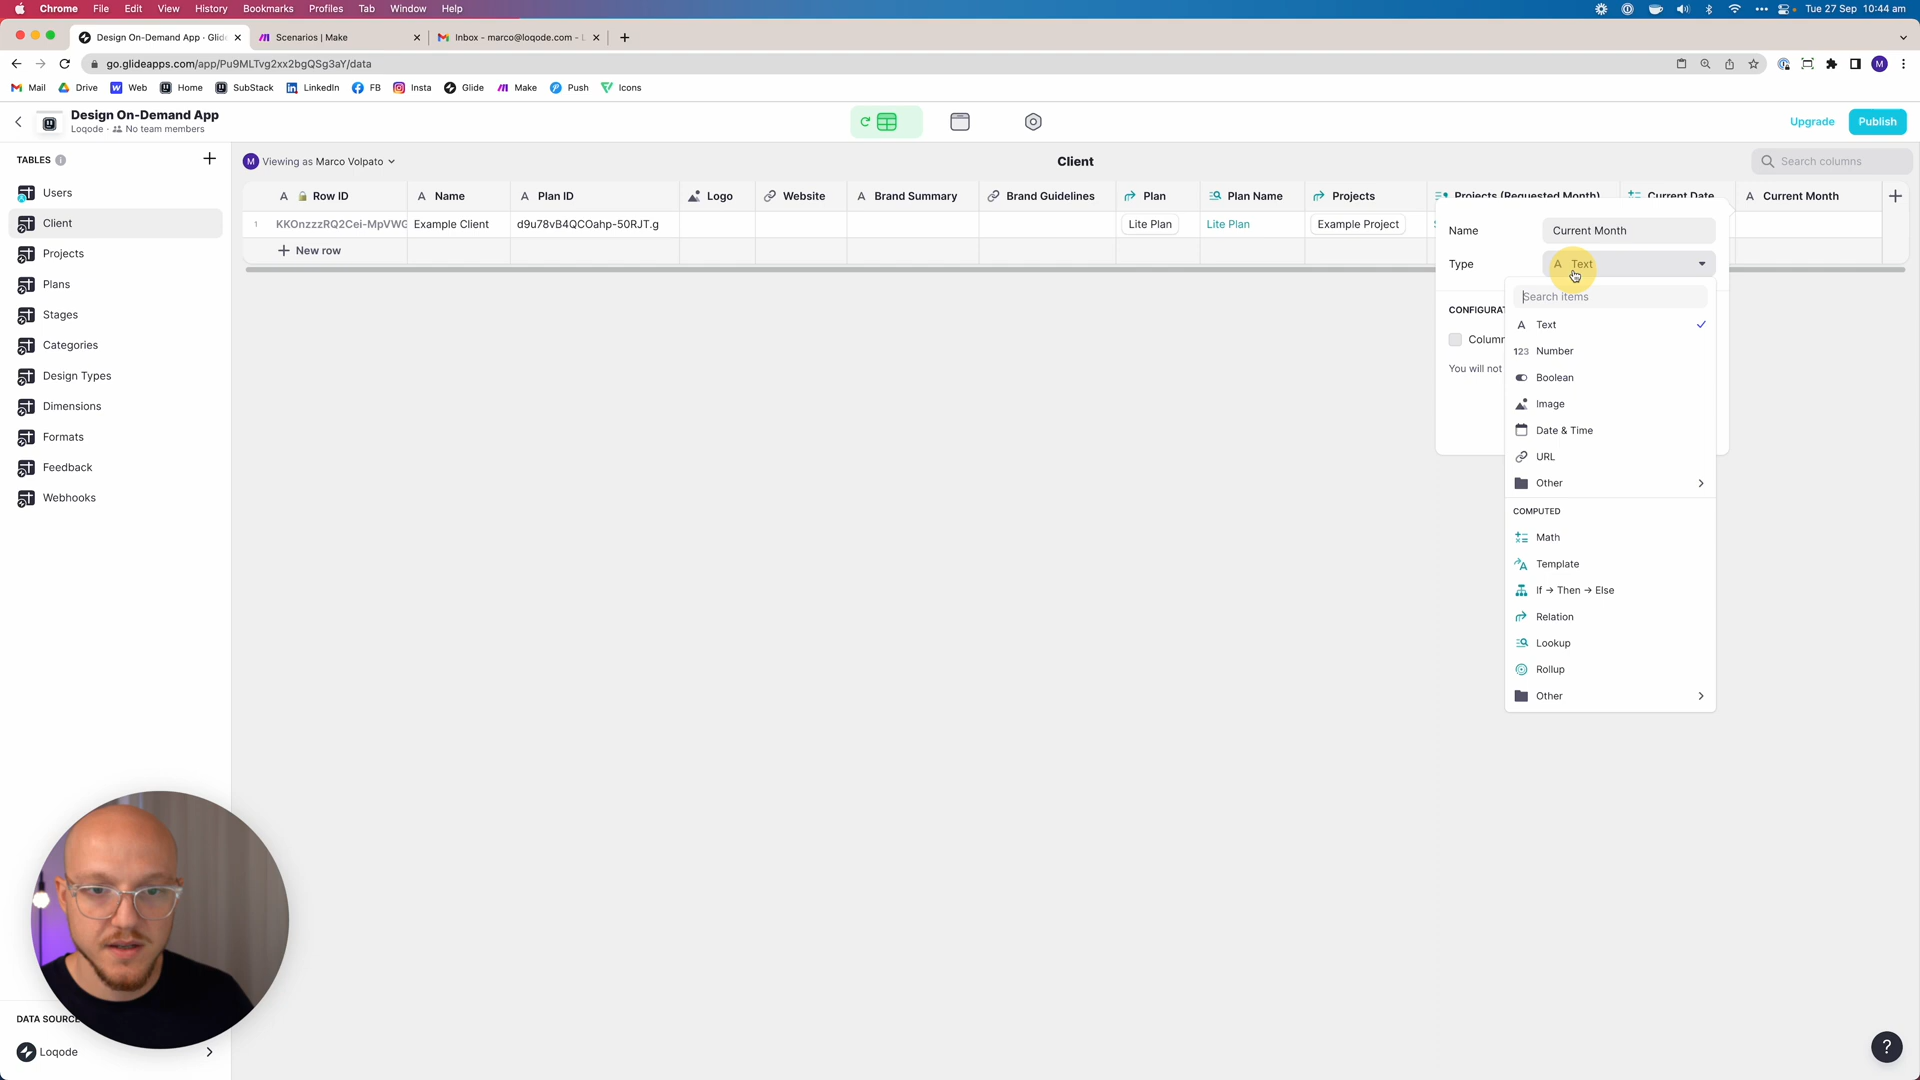 Chrome File Edit View History Bookmarks Profiles Tab Window Help Tue 27 Sep 10:44 am
Design On-Demand App · Glide Scenarios | Make Inbox - marco@loqode.com -
go.glideapps.com/app/Pu9MLTvg2xx2bgQSg3aY/data M
Mail Drive Web Home SubStack LinkedIn FB Insta Glide Make Push Icons
Design On-Demand App
Loqode · No team members
Upgrade Publish
TABLES
M Viewing as Marco Volpato
Client
Search columns
Users
Client
Projects
Plans
Stages
Categories
Design Types
Dimensions
Formats
Feedback
Webhooks
A Row ID A Name A Plan ID Logo Website A Brand Summary Brand Guidelines Plan Plan Name Projects Projects (Requested Month) Current Date A Current Month
1 KKOnzzzRQ2Cei-MpVWG Example Client d9u78vB4QCOahp-50RJT.g Lite Plan Lite Plan Example Project
New row
Name Current Month
Type A Text
CONFIGURAT
Column
You will not
Search items
A Text
123 Number
Boolean
Image
Date & Time
URL
Other
COMPUTED
Math
Template
If → Then → Else
Relation
Lookup
Rollup
Other
DATA SOURCE
Loqode
?